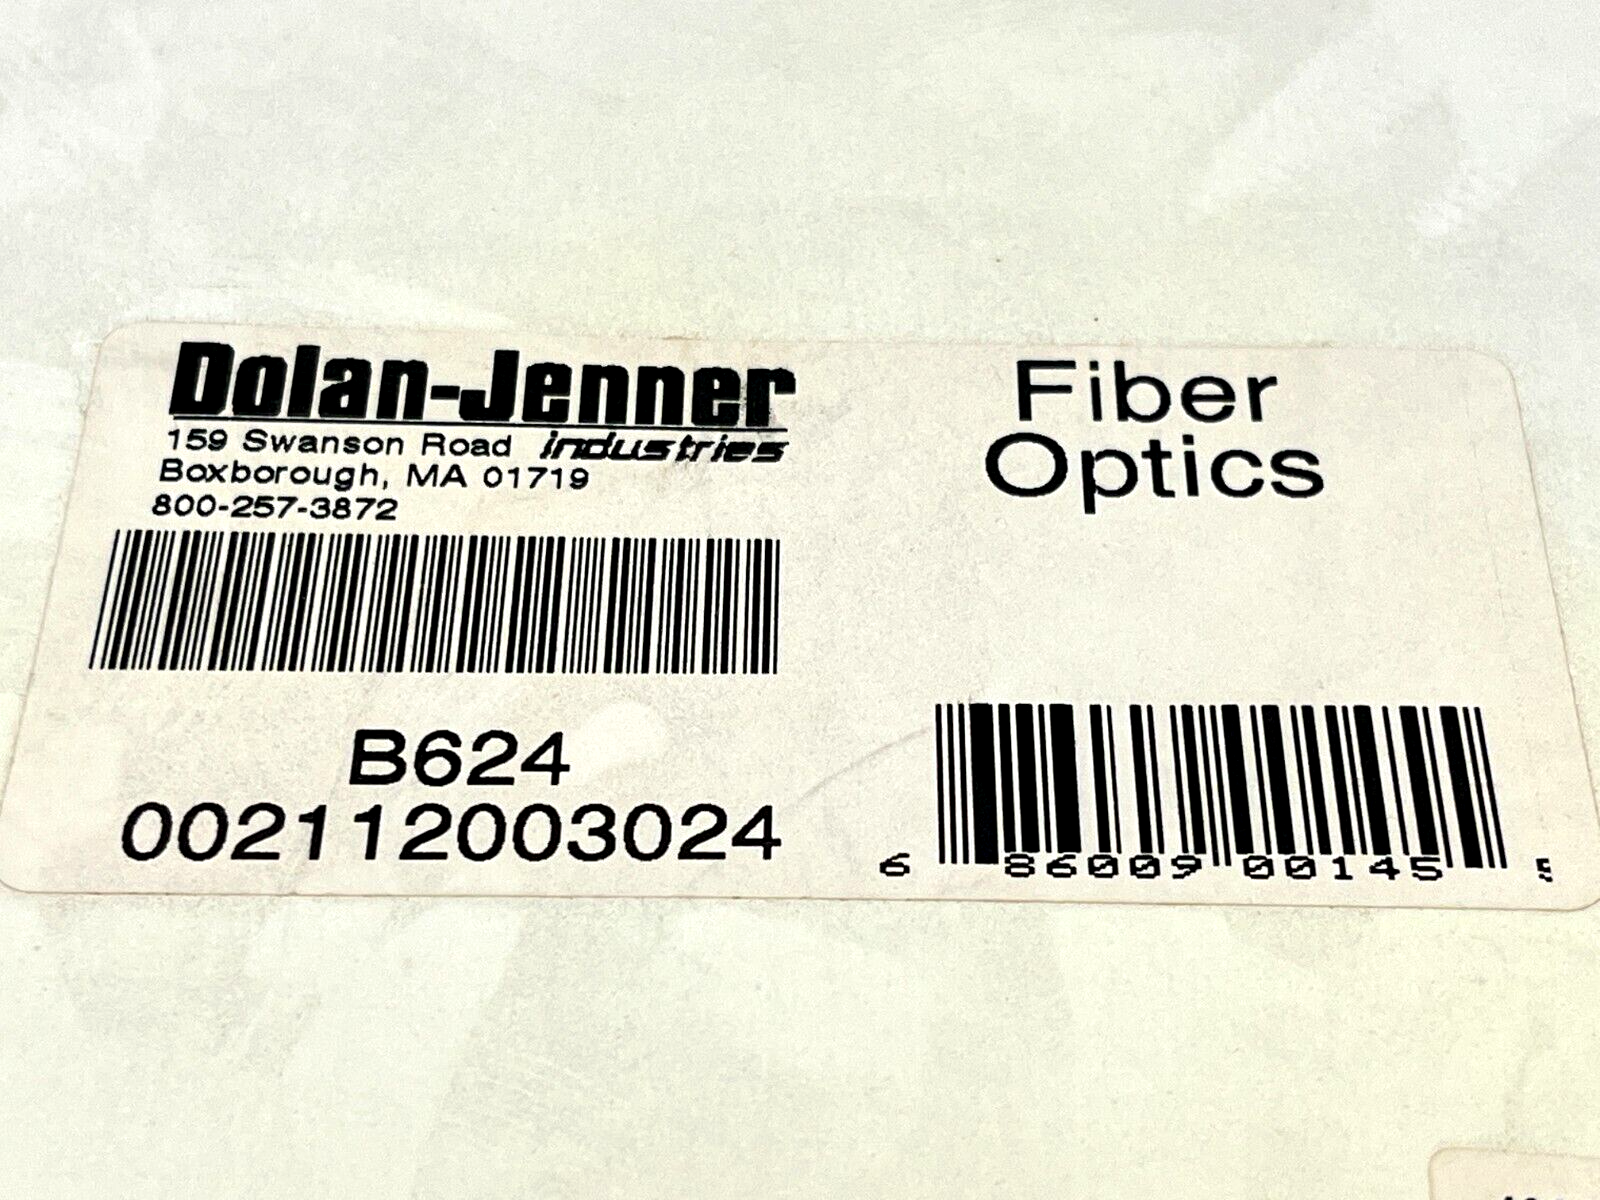 Dolan-Jenner
159 Swanson Road industries
Boxborough, MA 01719
800-257-3872
B624
002112003024
Fiber
Optics
6 86009 00145 5